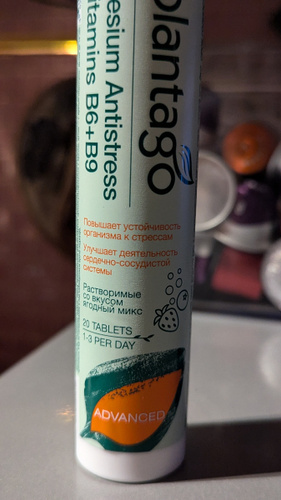 plantago
esium Antistress
itamins B6+B9
Повышает устойчивость
организма к стрессам
Улучшает деятельность
сердечно-сосудистой
системы
Растворимые
со вкусом
ягодный микс
20 TABLETS
1-3 PER DAY
ADVANCED